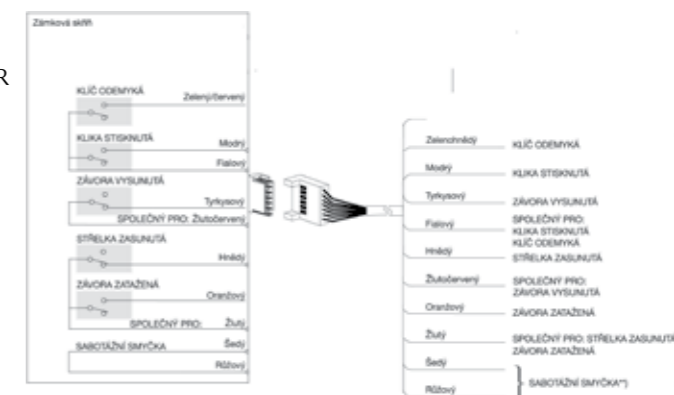 Zámková skříň
R
KLÍČ ODEMYKÁ
Zelený/červený
KLIKA STISKNUTÁ
Modrý
Fialový
ZÁVORA VYSUNUTÁ
Tyrkysový
SPOLEČNÝ PRO: Žlutočervený
STŘELKA ZASUNUTÁ
Hnědý
ZÁVORA ZATAŽENÁ
Oranžový
SPOLEČNÝ PRO: Žlutý
SABOTÁŽNÍ SMYČKA
Šedý
Růžový
Zelenohnědý KLÍČ ODEMYKÁ
Modrý KLIKA STISKNUTÁ
Tyrkysový ZÁVORA VYSUNUTÁ
Fialový SPOLEČNÝ PRO:
KLIKA STISKNUTÁ
KLÍČ ODEMYKÁ
Hnědý STŘELKA ZASUNUTÁ
Žlutočervený SPOLEČNÝ PRO:
ZÁVORA VYSUNUTÁ
Oranžový ZÁVORA ZATAŽENÁ
Žlutý SPOLEČNÝ PRO: STŘELKA ZASUNUTÁ
ZÁVORA ZATAŽENÁ
Šedý
Růžový SABOTÁŽNÍ SMYČKA**)